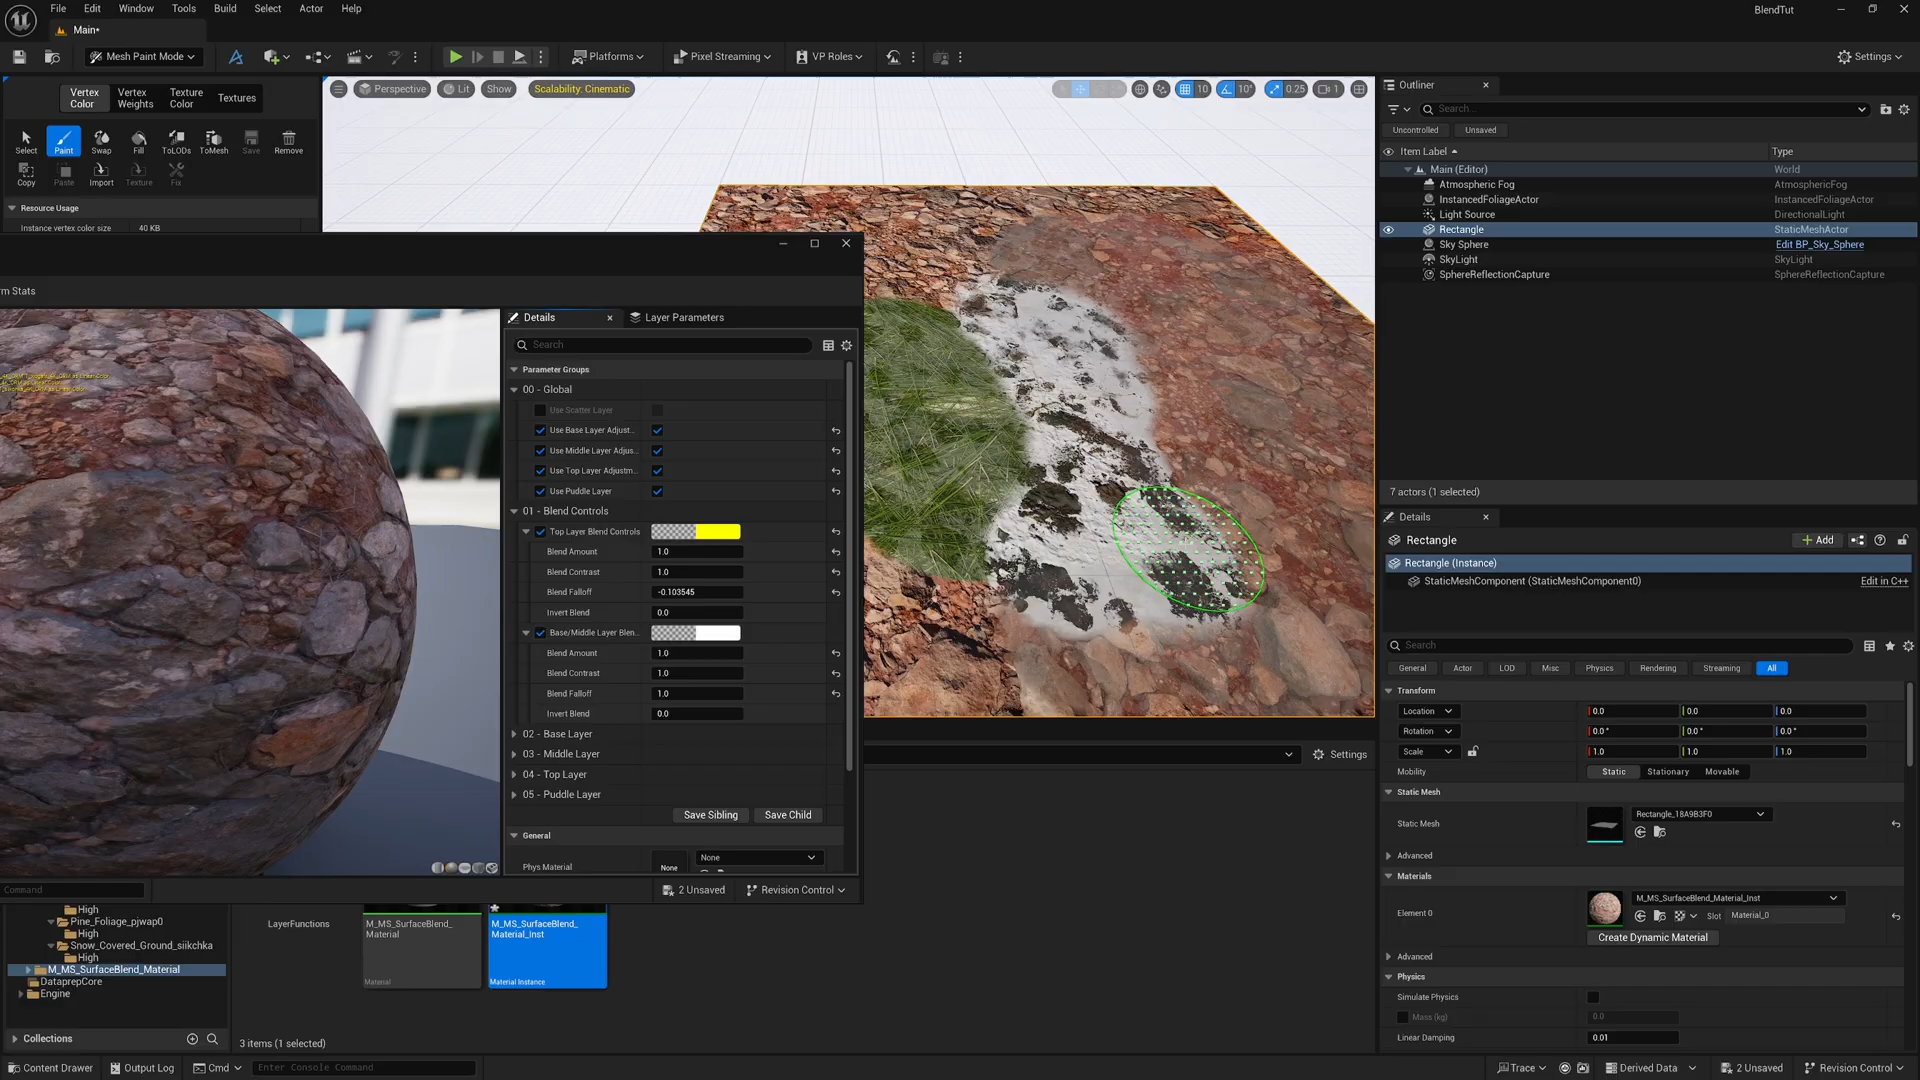 File Edit Window Tools Build Select Actor Help
BlendTut
Main*
Mesh Paint Mode
Platforms
Pixel Streaming
VP Roles
Settings
Vertex Color
Vertex Weights
Texture Color
Textures
Select Paint Swap Fill ToLODs ToMesh Save Remove
Copy Paste Import Texture Fix
Resource Usage
Instance vertex color size 40 KB
Perspective Lit Show Scalability: Cinematic
10 10° 0.25 1
Outliner
Search...
Uncontrolled Unsaved
Item Label Type
Main (Editor) World
Atmospheric Fog AtmosphericFog
InstancedFoliageActor InstancedFoliageActor
Light Source DirectionalLight
Rectangle StaticMeshActor
Sky Sphere Edit BP_Sky_Sphere
SkyLight SkyLight
SphereReflectionCapture SphereReflectionCapture
7 actors (1 selected)
m Stats
Details
Layer Parameters
Search
Parameter Groups
00 - Global
Use Scatter Layer
Use Base Layer Adjust...
Use Middle Layer Adjus...
Use Top Layer Adjustm...
Use Puddle Layer
01 - Blend Controls
Top Layer Blend Controls
Blend Amount 1.0
Blend Contrast 1.0
Blend Falloff -0.103545
Invert Blend 0.0
Base/Middle Layer Blen...
Blend Amount 1.0
Blend Contrast 1.0
Blend Falloff 1.0
Invert Blend 0.0
02 - Base Layer
03 - Middle Layer
04 - Top Layer
05 - Puddle Layer
Save Sibling Save Child
General
Phys Material None None
Command
2 Unsaved Revision Control
Settings
Details
Rectangle
Add
Rectangle (Instance)
StaticMeshComponent (StaticMeshComponent0) Edit in C++
Search
General Actor LOD Misc Physics Rendering Streaming All
Transform
Location 0.0 0.0 0.0
Rotation 0.0° 0.0° 0.0°
Scale 1.0 1.0 1.0
Mobility Static Stationary Movable
Static Mesh
Static Mesh Rectangle_18A9B3F0
Advanced
Materials
Element 0 M_MS_SurfaceBlend_Material_Inst
Slot Material_0
Create Dynamic Material
Advanced
Physics
Simulate Physics
Mass (kg) 0.0
Linear Damping 0.01
High
Pine_Foliage_pjwap0
High
Snow_Covered_Ground_siikchka
High
M_MS_SurfaceBlend_Material
DataprepCore
Engine
Collections
LayerFunctions
M_MS_SurfaceBlend_
Material
Material
M_MS_SurfaceBlend_
Material_Inst
Material Instance
3 items (1 selected)
Content Drawer Output Log Cmd Enter Console Command
Trace Derived Data 2 Unsaved Revision Control